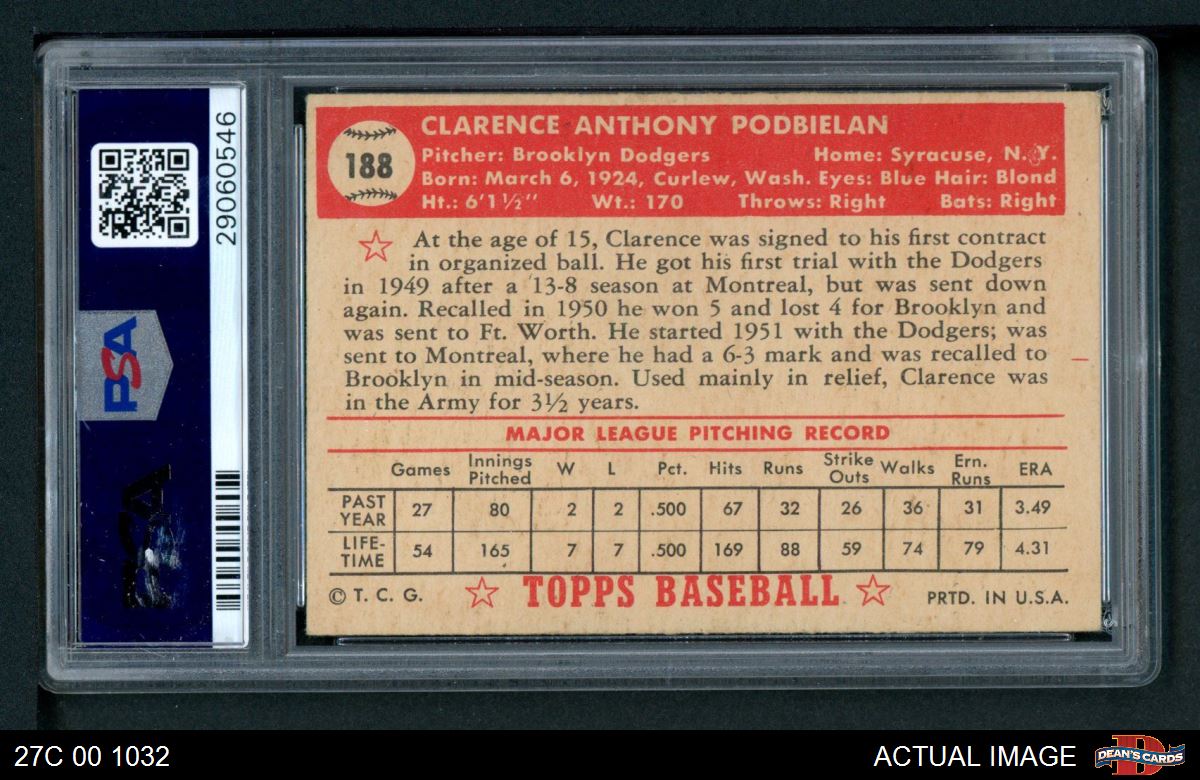 29060546
PSA
PSA
188
CLARENCE ANTHONY PODBIELAN
Pitcher: Brooklyn Dodgers Home: Syracuse, N. Y.
Born: March 6, 1924, Curlew, Wash. Eyes: Blue Hair: Blond
Ht.: 6'1½" Wt.: 170 Throws: Right Bats: Right
At the age of 15, Clarence was signed to his first contract
in organized ball. He got his first trial with the Dodgers
in 1949 after a 13-8 season at Montreal, but was sent down
again. Recalled in 1950 he won 5 and lost 4 for Brooklyn and
was sent to Ft. Worth. He started 1951 with the Dodgers; was
sent to Montreal, where he had a 6-3 mark and was recalled to
Brooklyn in mid-season. Used mainly in relief, Clarence was
in the Army for 3½ years.
MAJOR LEAGUE PITCHING RECORD
Games Innings Pitched W L Pct. Hits Runs Strike Outs Walks Ern. Runs ERA
PAST YEAR 27 80 2 2 .500 67 32 26 36 31 3.49
LIFE-TIME 54 165 7 7 .500 169 88 59 74 79 4.31
© T. C. G. TOPPS BASEBALL PRTD. IN U.S.A.
27C 00 1032 ACTUAL IMAGE DEAN'S CARDS